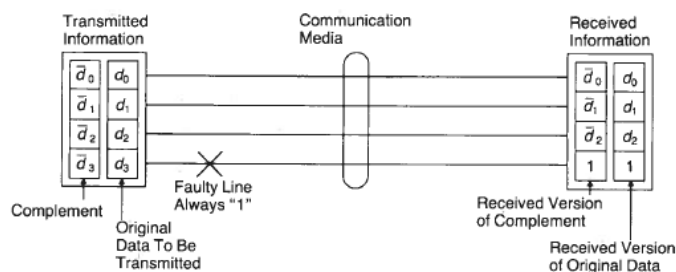 Transmitted
Information
Communication
Media
Received
Information
d̄0 d0
d̄1 d1
d̄2 d2
d̄3 d3
d̄0 d0
d̄1 d1
d̄2 d2
1 1
Faulty Line
Always "1"
Complement
Original
Data To Be
Transmitted
Received Version
of Complement
Received Version
of Original Data